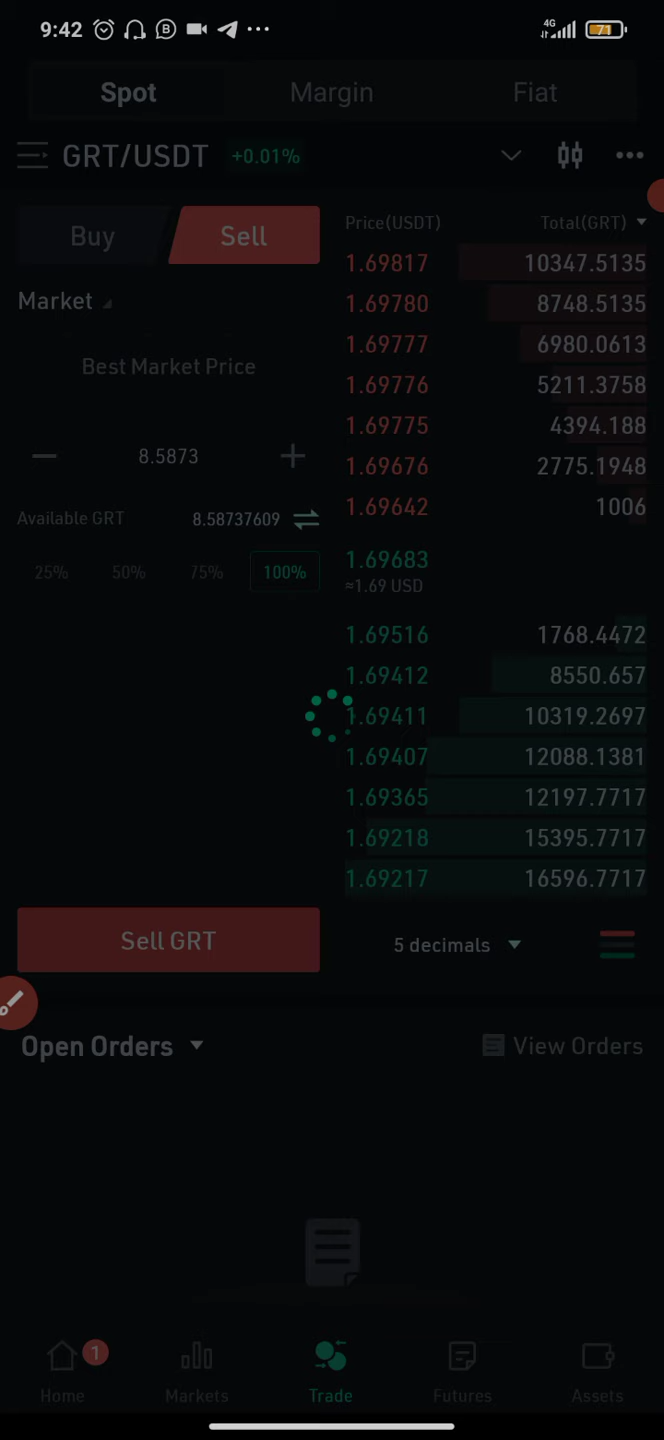 9:42 4G 71
Spot Margin Fiat
GRT/USDT +0.01%
Buy Sell
Market
Best Market Price
8.5873
Available GRT 8.58737609
25% 50% 75% 100%
Price(USDT) Total(GRT)
1.69817 10347.5135
1.69780 8748.5135
1.69777 6980.0613
1.69776 5211.3758
1.69775 4394.188
1.69676 2775.1948
1.69642 1006
1.69683
≈1.69 USD
1.69516 1768.4472
1.69412 8550.657
1.69411 10319.2697
1.69407 12088.1381
1.69365 12197.7717
1.69218 15395.7717
1.69217 16596.7717
Sell GRT
5 decimals
Open Orders View Orders
1
Home Markets Trade Futures Assets